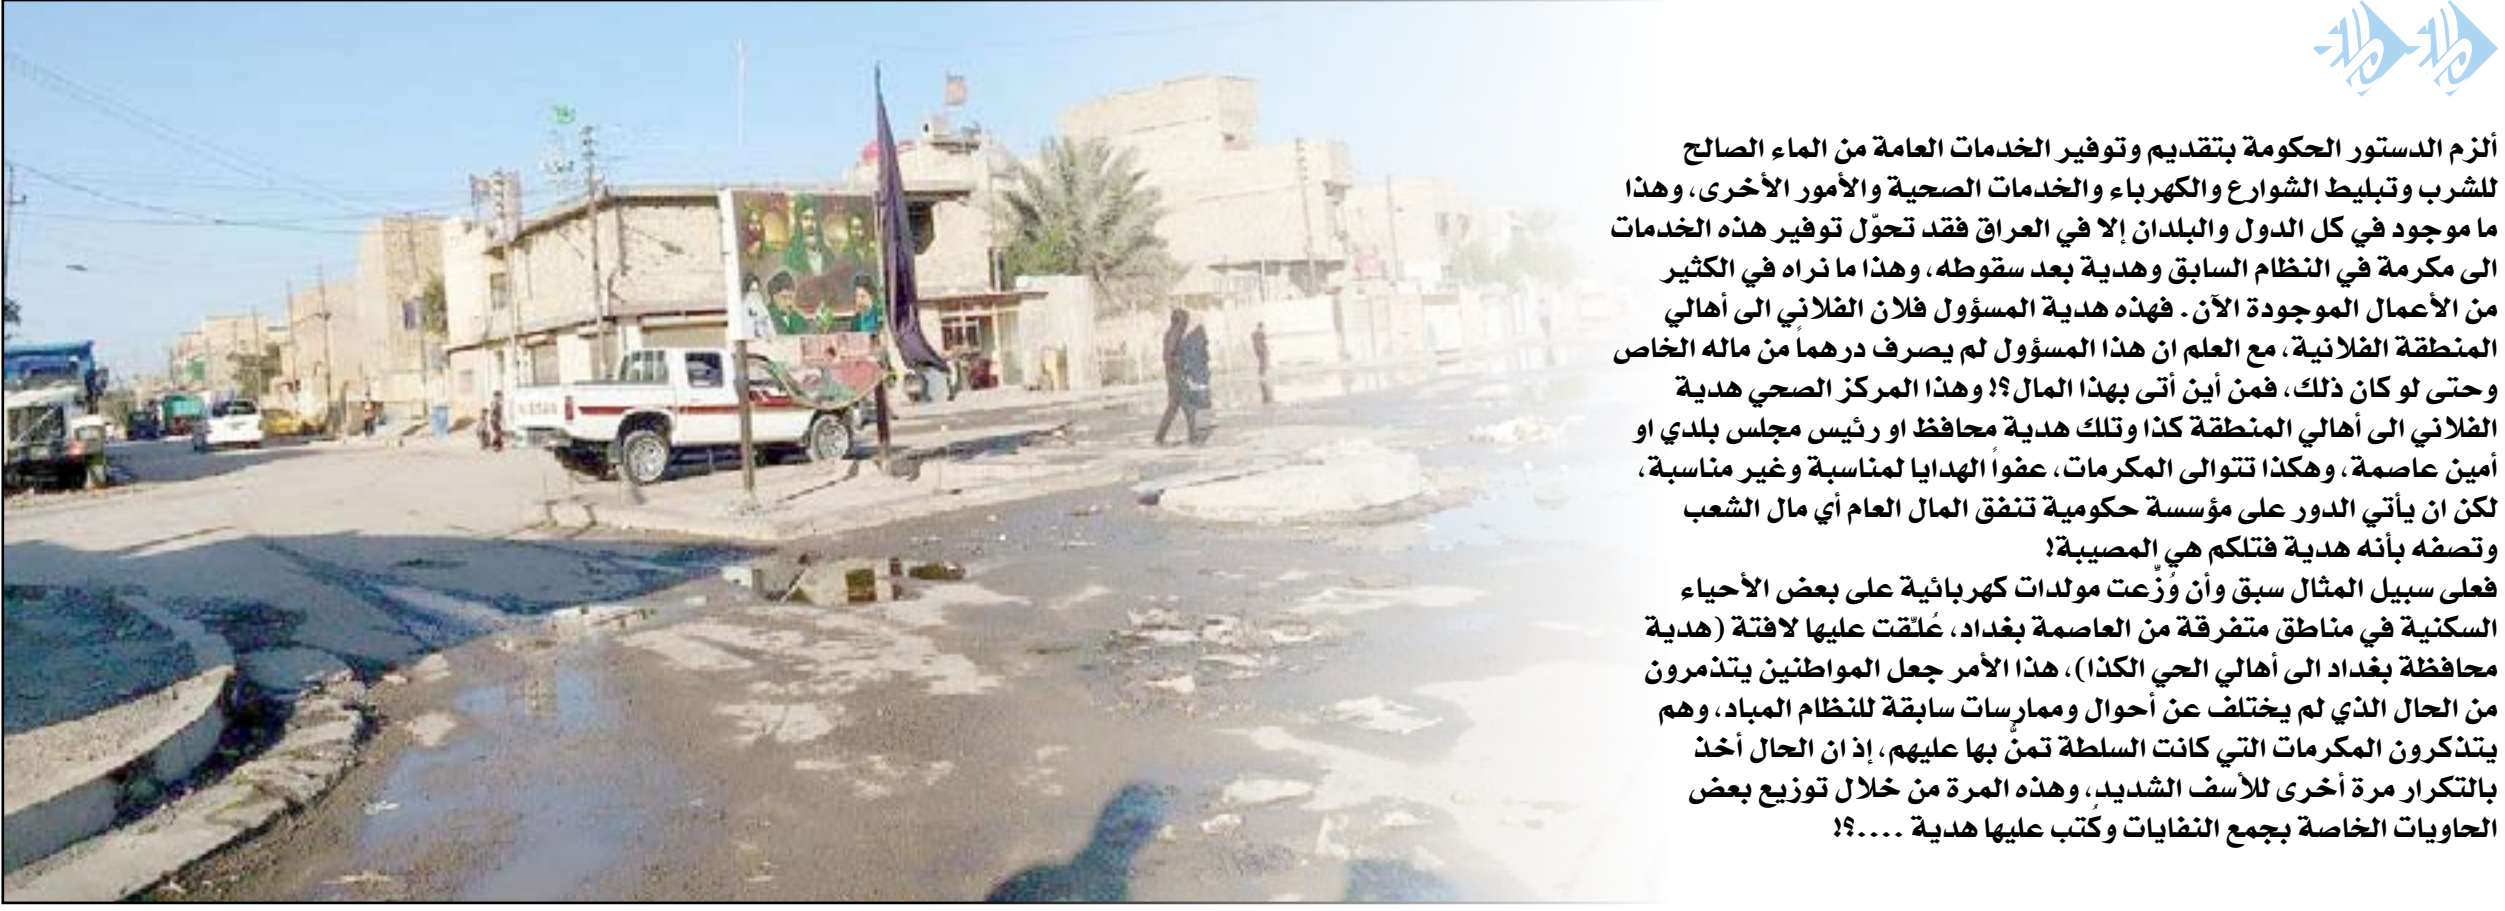 ألزم الدستور الحكومة بتقديم وتوفير الخدمات العامة من الماء الصالح
للشرب وتبليط الشوارع والكهرباء والخدمات الصحية والأمور الأخرى، وهذا
ما موجود في كل الدول والبلدان إلا في العراق فقد تحوّل توفير هذه الخدمات
الى مكرمة في النظام السابق وهدية بعد سقوطه، وهذا ما نراه في الكثير
من الأعمال الموجودة الآن. فهذه هدية المسؤول فلان الفلاني الى أهالي
المنطقة الفلانية، مع العلم ان هذا المسؤول لم يصرف درهماً من ماله الخاص
وحتى لو كان ذلك، فمن أين أتى بهذا المال؟! وهذا المركز الصحي هدية
الفلاني الى أهالي المنطقة كذا وتلك هدية محافظ او رئيس مجلس بلدي او
أمين عاصمة، وهكذا تتوالى المكرمات، عفواً الهدايا لمناسبة وغير مناسبة،
لكن ان يأتي الدور على مؤسسة حكومية تنفق المال العام أي مال الشعب
وتصفه بأنه هدية فتلكم هي المصيبة!
فعلى سبيل المثال سبق وأن وُزِّعت مولدات كهربائية على بعض الأحياء
السكنية في مناطق متفرقة من العاصمة بغداد، عُلّقت عليها لافتة (هدية
محافظة بغداد الى أهالي الحي الكذا)، هذا الأمر جعل المواطنين يتذمرون
من الحال الذي لم يختلف عن أحوال وممارسات سابقة للنظام المباد، وهم
يتذكرون المكرمات التي كانت السلطة تمنُّ بها عليهم، إذ ان الحال أخذ
بالتكرار مرة أخرى للأسف الشديد، وهذه المرة من خلال توزيع بعض
الحاويات الخاصة بجمع النفايات وكُتب عليها هدية ....؟!